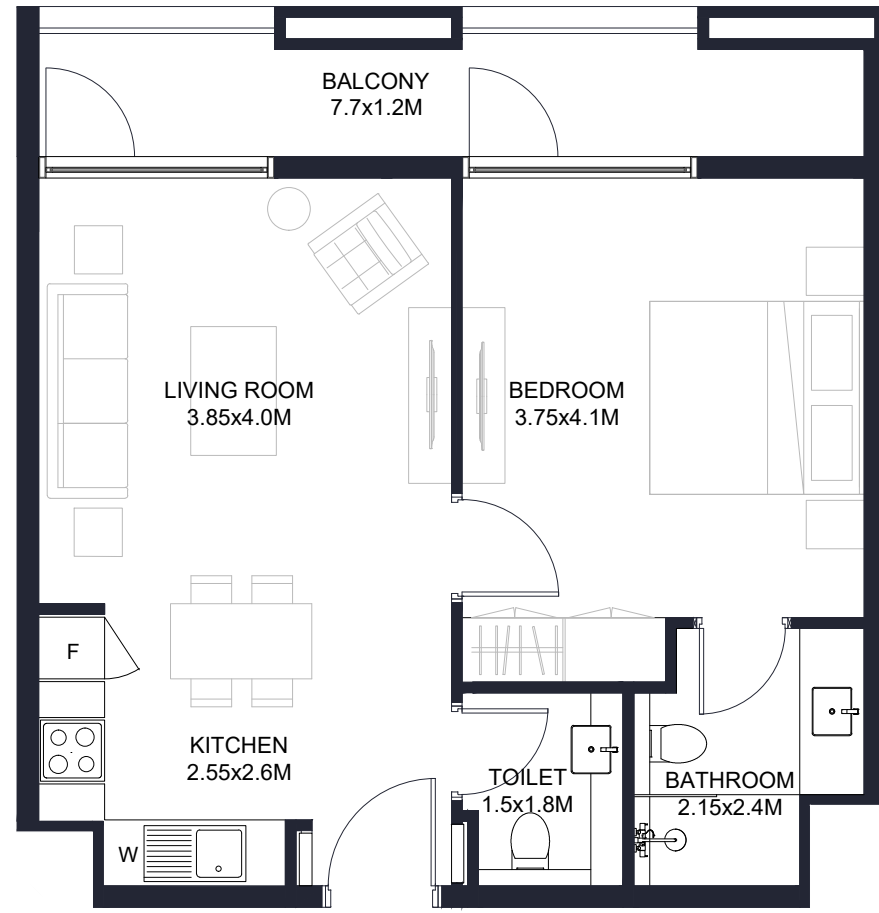 BALCONY
7.7x1.2M
LIVING ROOM
3.85x4.0M
BEDROOM
3.75x4.1M
F
KITCHEN
2.55x2.6M
TOILET
1.5x1.8M
BATHROOM
2.15x2.4M
W